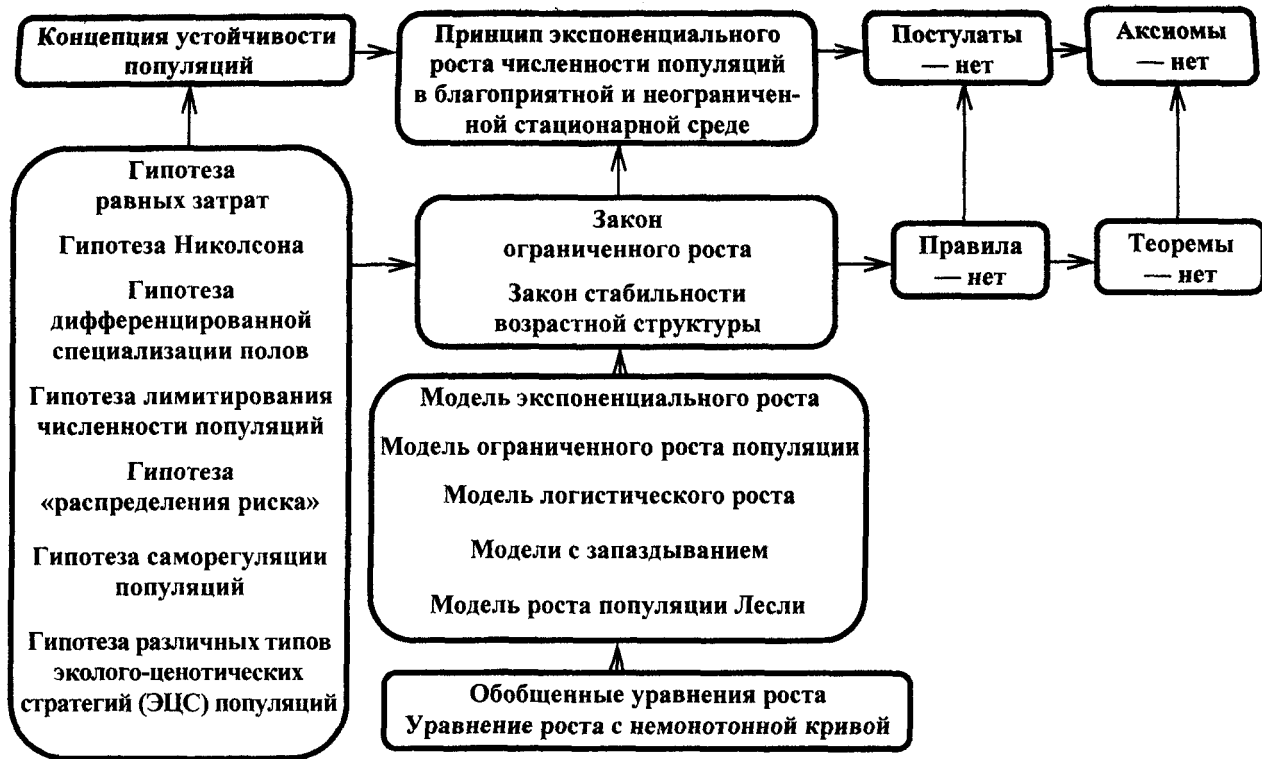 Концепция устойчивости
популяций
Принцип экспоненциального
роста численности популяций
в благоприятной и неограничен-
ной стационарной среде
Постулаты
— нет
Аксиомы
— нет
Гипотеза
равных затрат
Гипотеза Николсона
Гипотеза
дифференцированной
специализации полов
Гипотеза лимитирования
численности популяций
Гипотеза
«распределения риска»
Гипотеза саморегуляции
популяций
Гипотеза различных типов
эколого-ценотических
стратегий (ЭЦС) популяций
Закон
ограниченного роста
Закон стабильности
возрастной структуры
Правила
— нет
Теоремы
— нет
Модель экспоненциального роста
Модель ограниченного роста популяции
Модель логистического роста
Модели с запаздыванием
Модель роста популяции Лесли
Обобщенные уравнения роста
Уравнение роста с немонотонной кривой